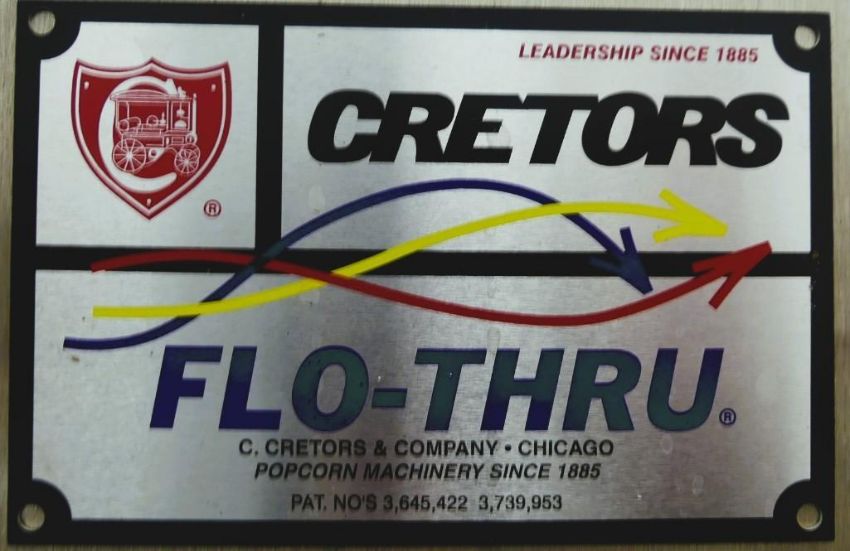 LEADERSHIP SINCE 1885
CRETORS
®
FLO-THRU®
C. CRETORS & COMPANY • CHICAGO
POPCORN MACHINERY SINCE 1885
PAT. NO'S 3,645,422 3,739,953